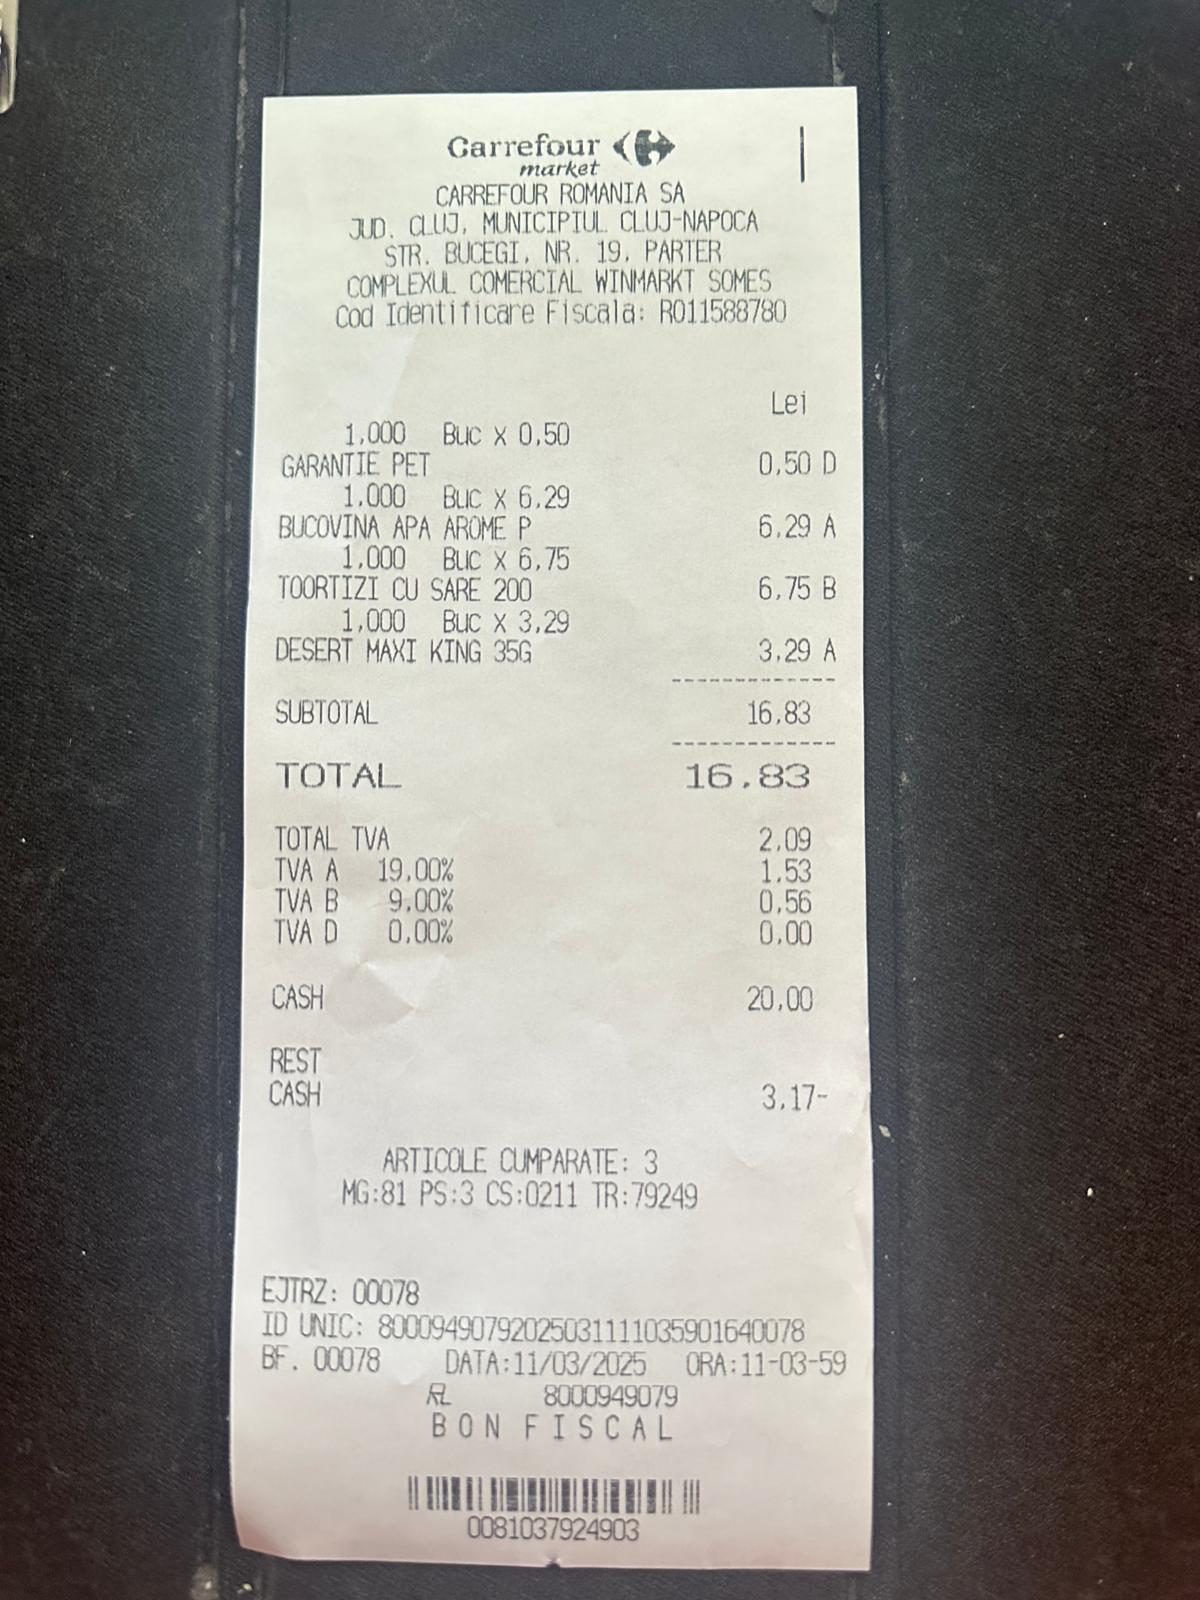 Carrefour
market
CARREFOUR ROMANIA SA
JUD. CLUJ, MUNICIPIUL CLUJ-NAPOCA
STR. BUCEGI, NR. 19, PARTER
COMPLEXUL COMERCIAL WINMARKT SOMES
Cod Identificare Fiscala: RO11588780
Lei
1,000 Buc X 0,50
GARANTIE PET 0,50 D
1,000 Buc X 6,29
BUCOVINA APA AROME P 6,29 A
1,000 Buc X 6,75
TOORTIZI CU SARE 200 6,75 B
1,000 Buc X 3,29
DESERT MAXI KING 35G 3,29 A
SUBTOTAL 16,83
TOTAL 16,83
TOTAL TVA 2,09
TVA A 19,00% 1,53
TVA B 9,00% 0,56
TVA D 0,00% 0,00
CASH 20,00
REST
CASH 3,17-
ARTICOLE CUMPARATE: 3
MG:81 PS:3 CS:0211 TR:79249
EJTRZ: 00078
ID UNIC: 8000949079202503111103590164​0078
BF. 00078 DATA:11/03/2025 ORA:11-03-59
8000949079
BON FISCAL
0081037924903